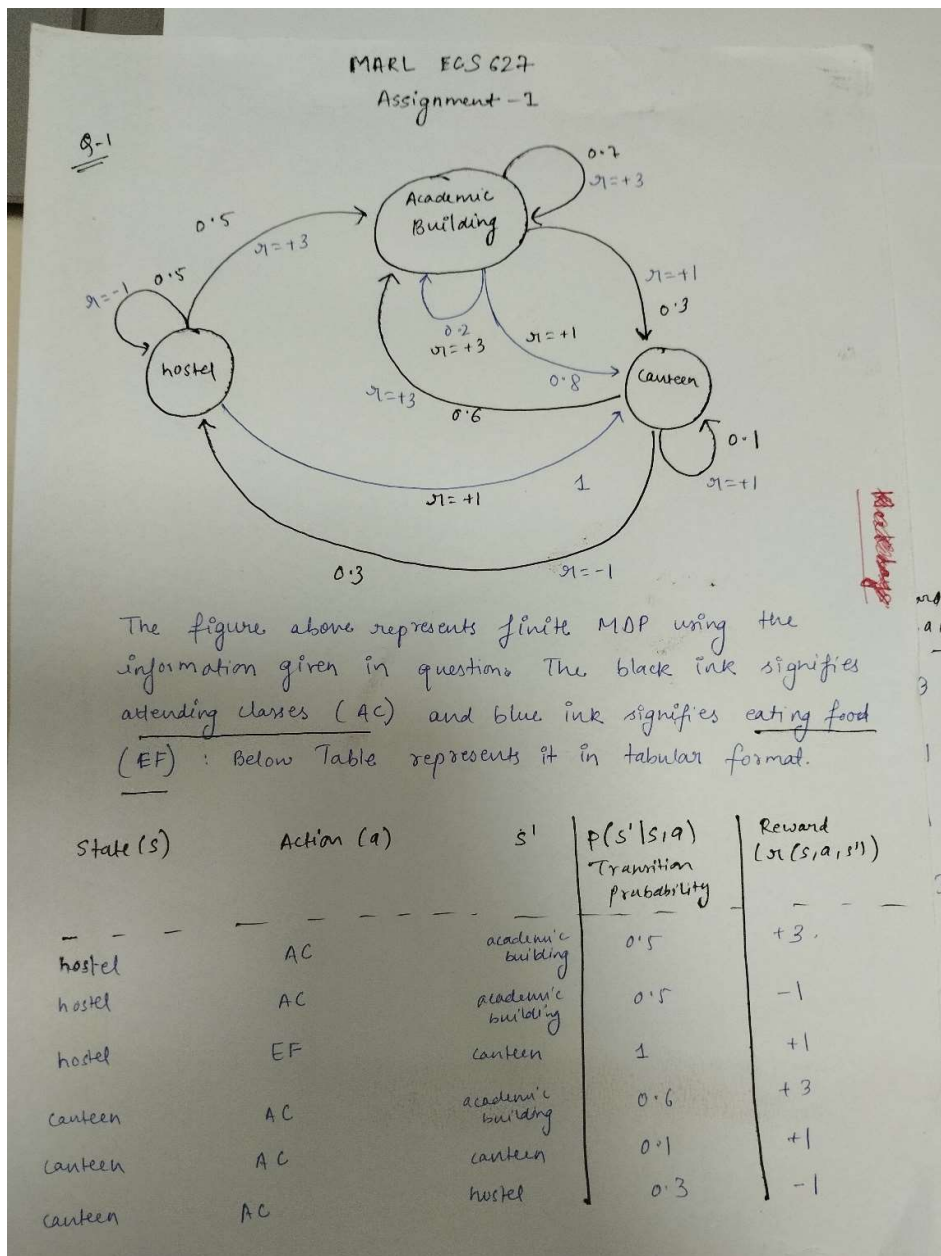 MARL ECS 627
Assignment - 1
Q-1
0.7
r=+3
Academic
Building
0.5
r=+3
r=-1
0.5
hostel
r=+1
0.3
0.2
r=+3
r=+1
0.8
canteen
r=+3
0.6
0.1
r=+1
r=+1
1
0.3
r=-1
The figure above represents finite MDP using the
information given in question. The black ink signifies
attending classes (AC) and blue ink signifies eating food
(EF) : Below Table represents it in tabular format.
State (s) Action (a) s' p(s'|s,a) Reward
Transition (r(s,a,s'))
Probability
hostel AC academic building 0.5 +3.
hostel AC academic building 0.5 -1
hostel EF canteen 1 +1
canteen AC academic building 0.6 +3
canteen AC canteen 0.1 +1
canteen AC hostel 0.3 -1